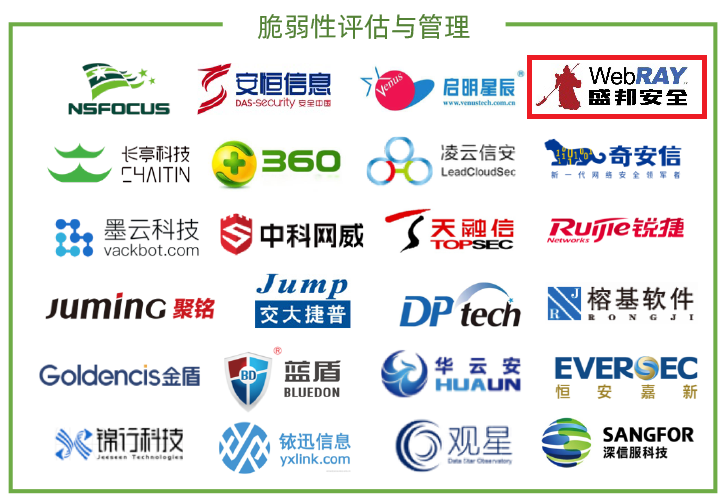 脆弱性评估与管理
NSFOCUS
安恒信息
DAS-security 安全中国
Venus
启明星辰®
www.venustech.com.cn
WebRAY
盛邦安全
长亭科技
CHAITIN
360
凌云信安
LeadCloudSec
奇安信
新一代网络安全领军者
墨云科技
vackbot.com
中科网威
天融信
TOPSEC
Ruijie锐捷
Networks
JUMING 聚铭
Jump
交大捷普
DPtech
RJ
榕基软件
RONGJI
Goldencis金盾
BD
®
蓝盾
BLUEDON
华云安
HUAUN
EVERSEC
恒安嘉新
锦行科技
Jeeseen Technologies
铱迅信息
yxlink.com
观星
Data Star Observatory
SANGFOR
深信服科技